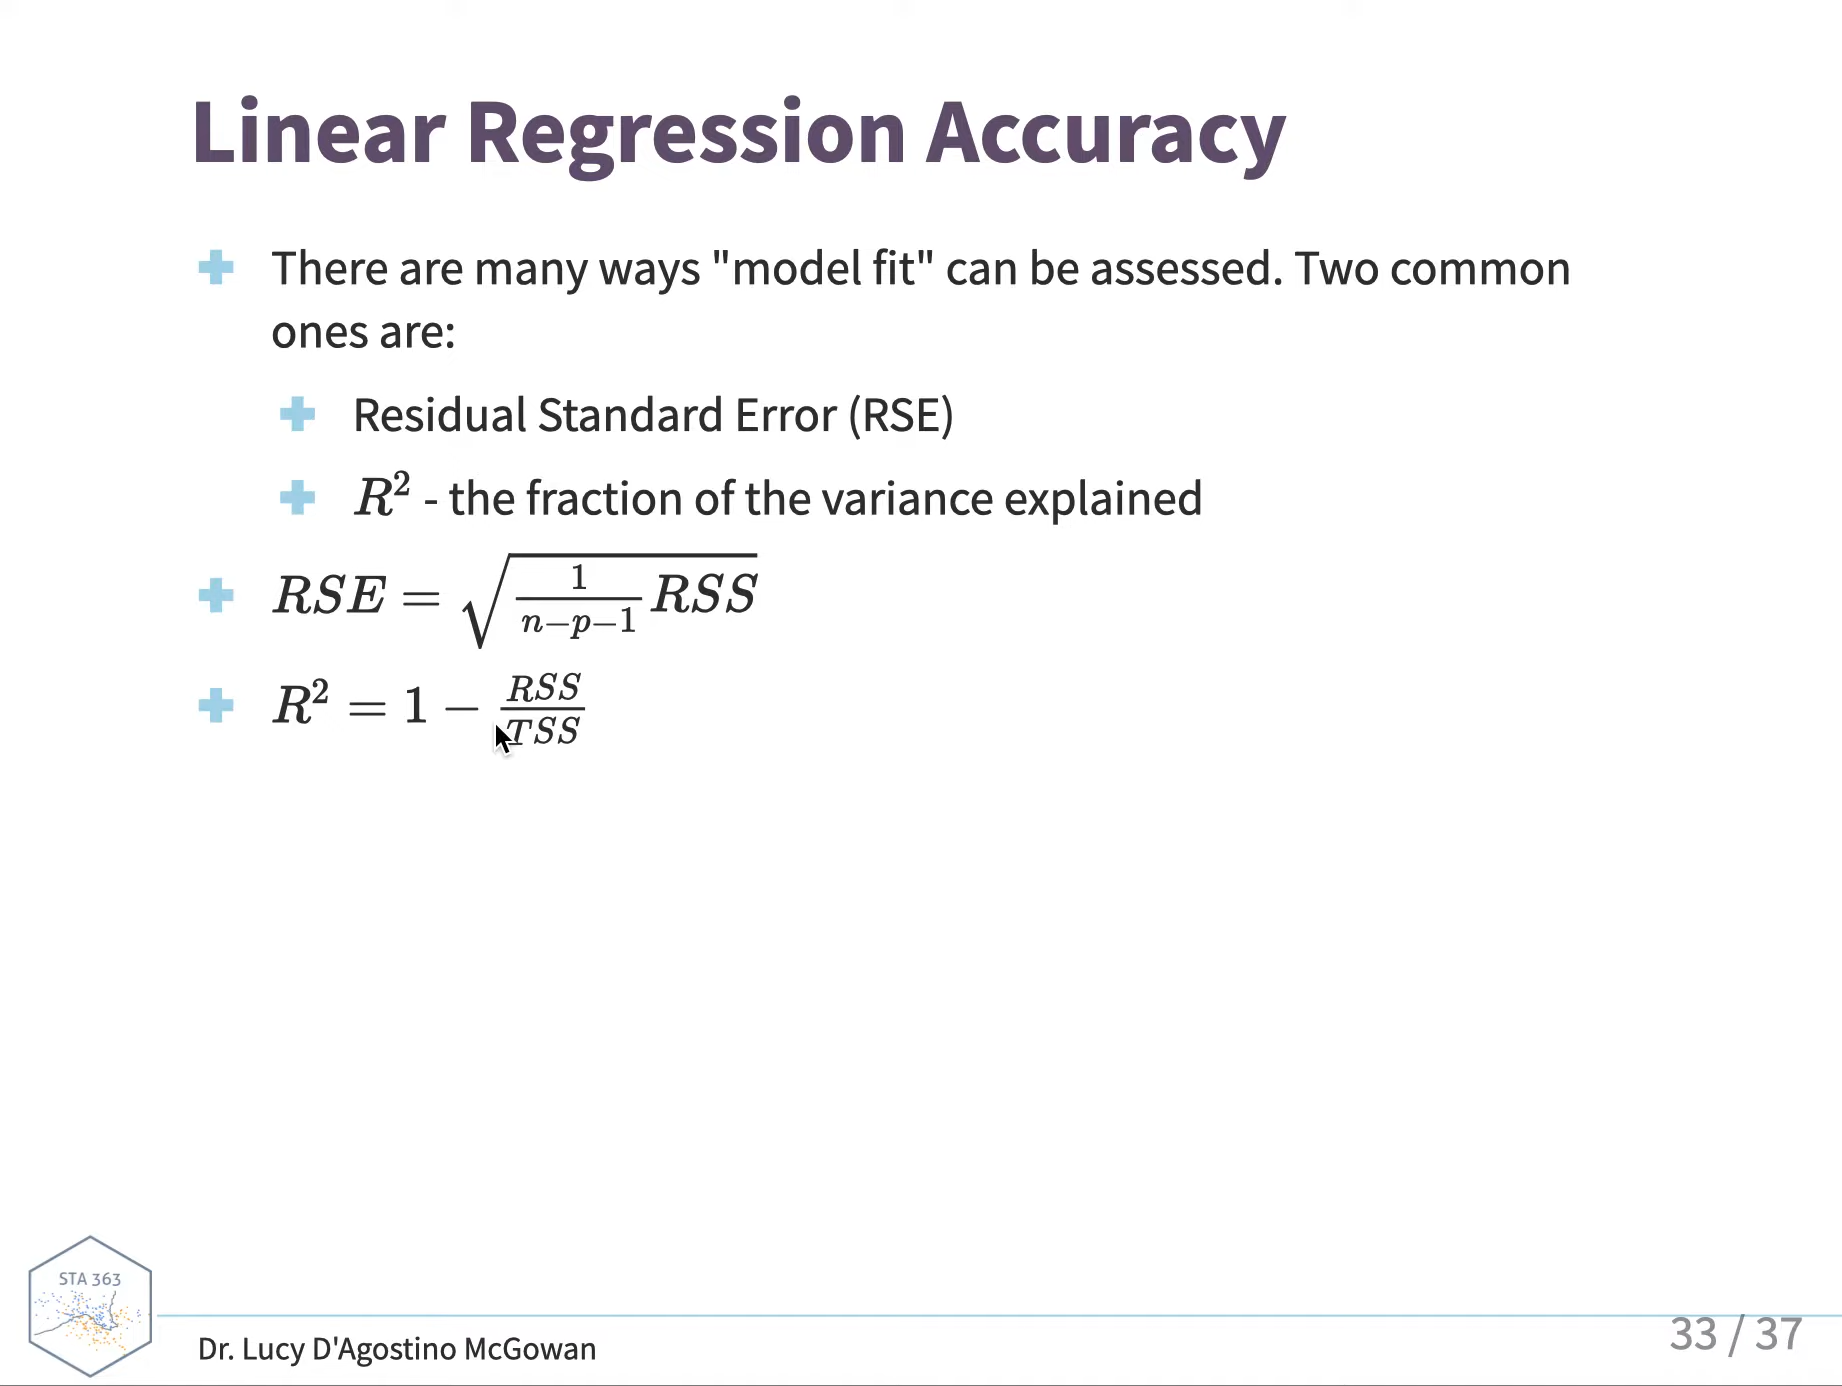 Linear Regression Accuracy
There are many ways "model fit" can be assessed. Two common
ones are:
Residual Standard Error (RSE)
R² - the fraction of the variance explained
RSE = √(1/(n−p−1) RSS)
R² = 1 − RSS/TSS
STA 363
Dr. Lucy D'Agostino McGowan
33 / 37